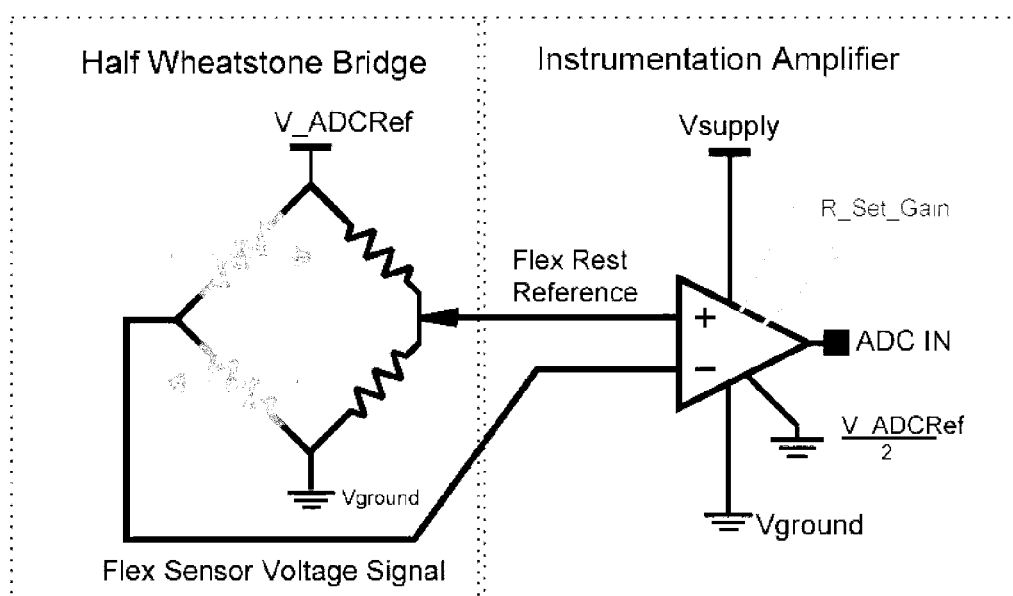 Half Wheatstone Bridge
Instrumentation Amplifier
V_ADCRef
Vsupply
R_Set_Gain
Flex Rest
Reference
+
−
ADC IN
V_ADCRef
2
Vground
Vground
Flex Sensor Voltage Signal